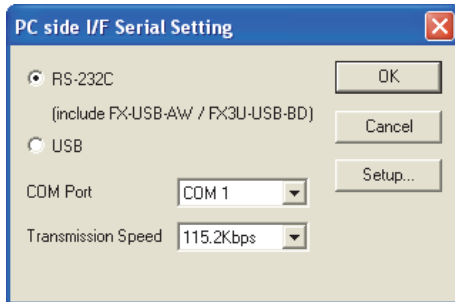 PC side I/F Serial Setting
RS-232C
(include FX-USB-AW / FX3U-USB-BD)
USB
COM Port
COM 1
Transmission Speed
115.2Kbps
OK
Cancel
Setup...